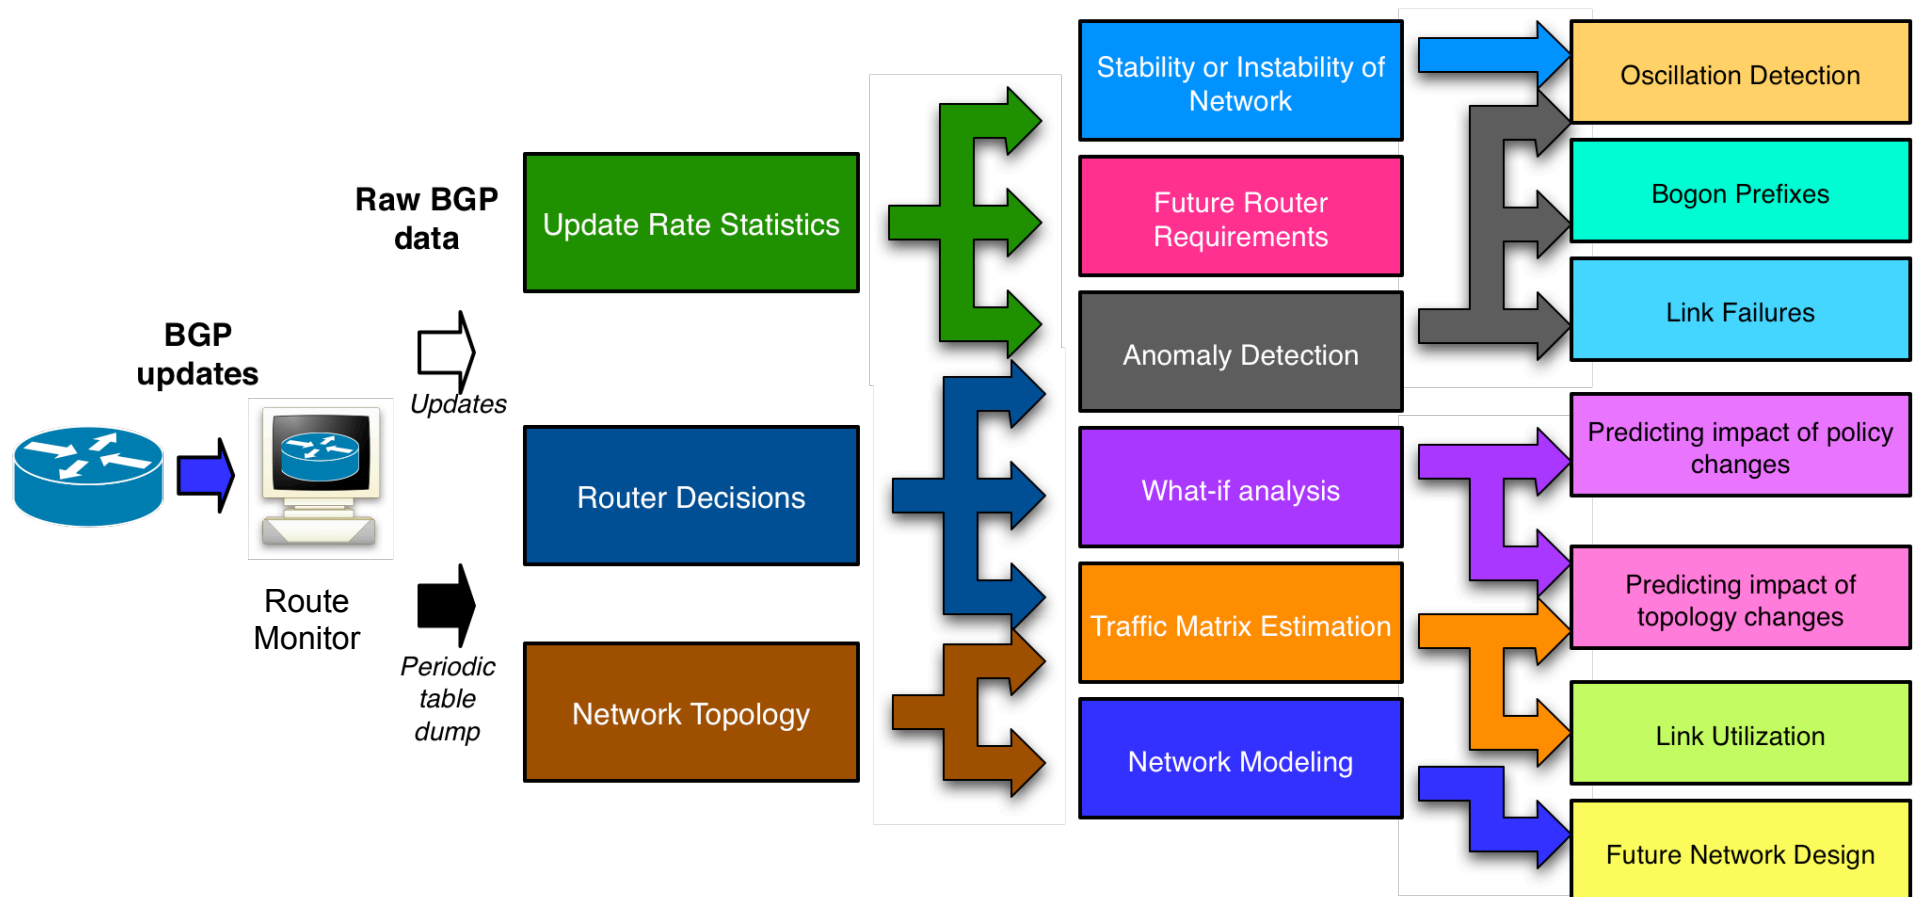 BGP
updates
Route
Monitor
Raw BGP
data
Updates
Periodic
table
dump
Update Rate Statistics
Router Decisions
Network Topology
Stability or Instability of
Network
Future Router
Requirements
Anomaly Detection
What-if analysis
Traffic Matrix Estimation
Network Modeling
Oscillation Detection
Bogon Prefixes
Link Failures
Predicting impact of policy
changes
Predicting impact of
topology changes
Link Utilization
Future Network Design